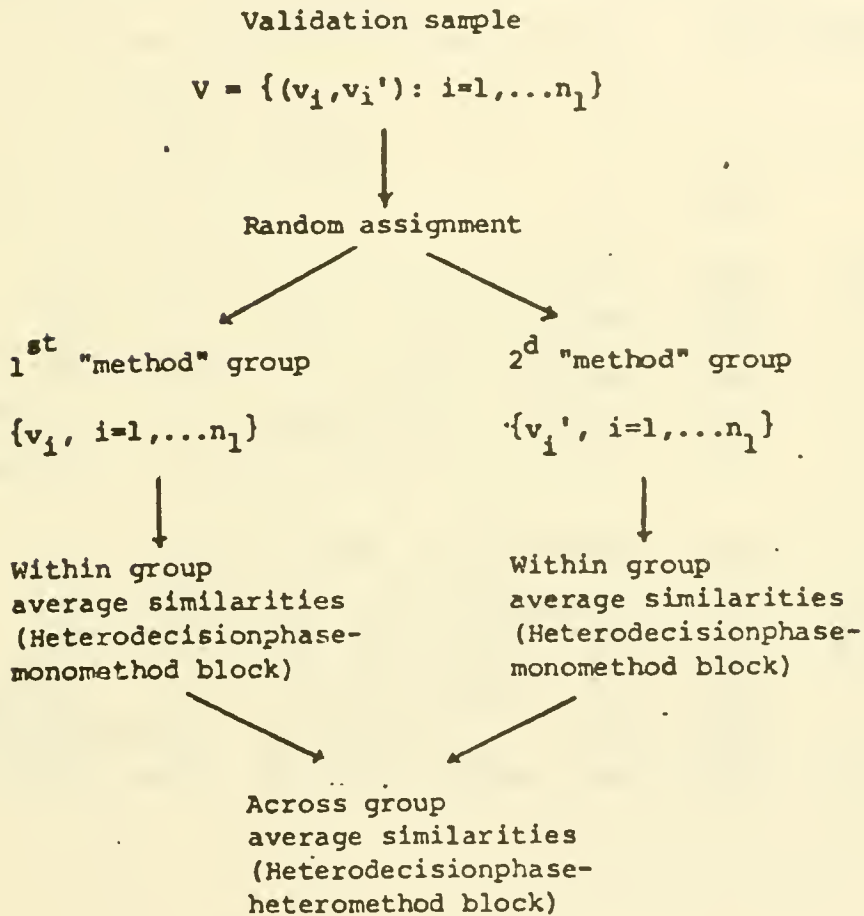 Validation sample
V = {(v_i,v_i'): i=1,...n_1}
Random assignment
1^st "method" group
2^d "method" group
{v_i, i=1,...n_1}
{v_i', i=1,...n_1}
Within group
average similarities
(Heterodecisionphase-
monomethod block)
Within group
average similarities
(Heterodecisionphase-
monomethod block)
Across group
average similarities
(Heterodecisionphase-
heteromethod block)